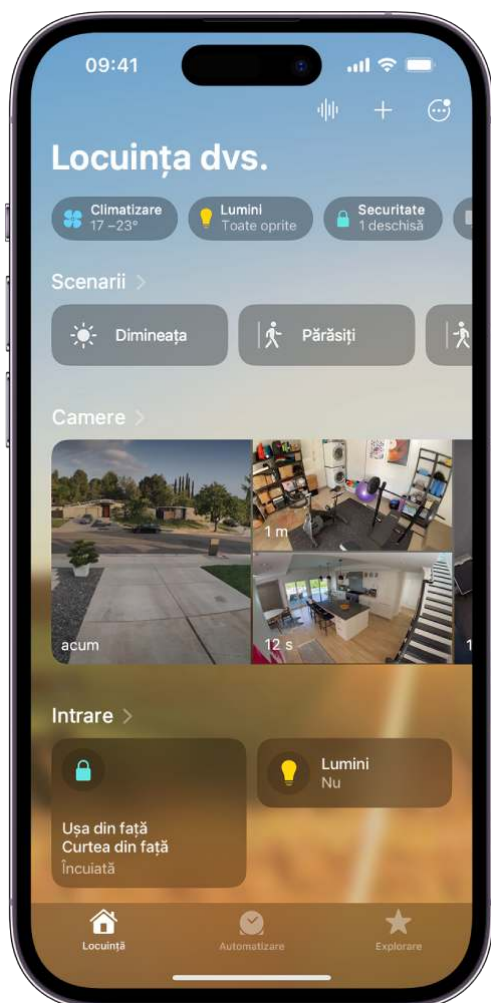 09:41
Locuința dvs.
Climatizare
17 –23°
Lumini
Toate oprite
Securitate
1 deschisă
Scenarii >
Dimineața
Părăsiți
Camere >
1 m
acum
12 s
1
Intrare >
Lumini
Nu
Ușa din față
Curtea din față
Încuiată
Locuință
Automatizare
Explorare